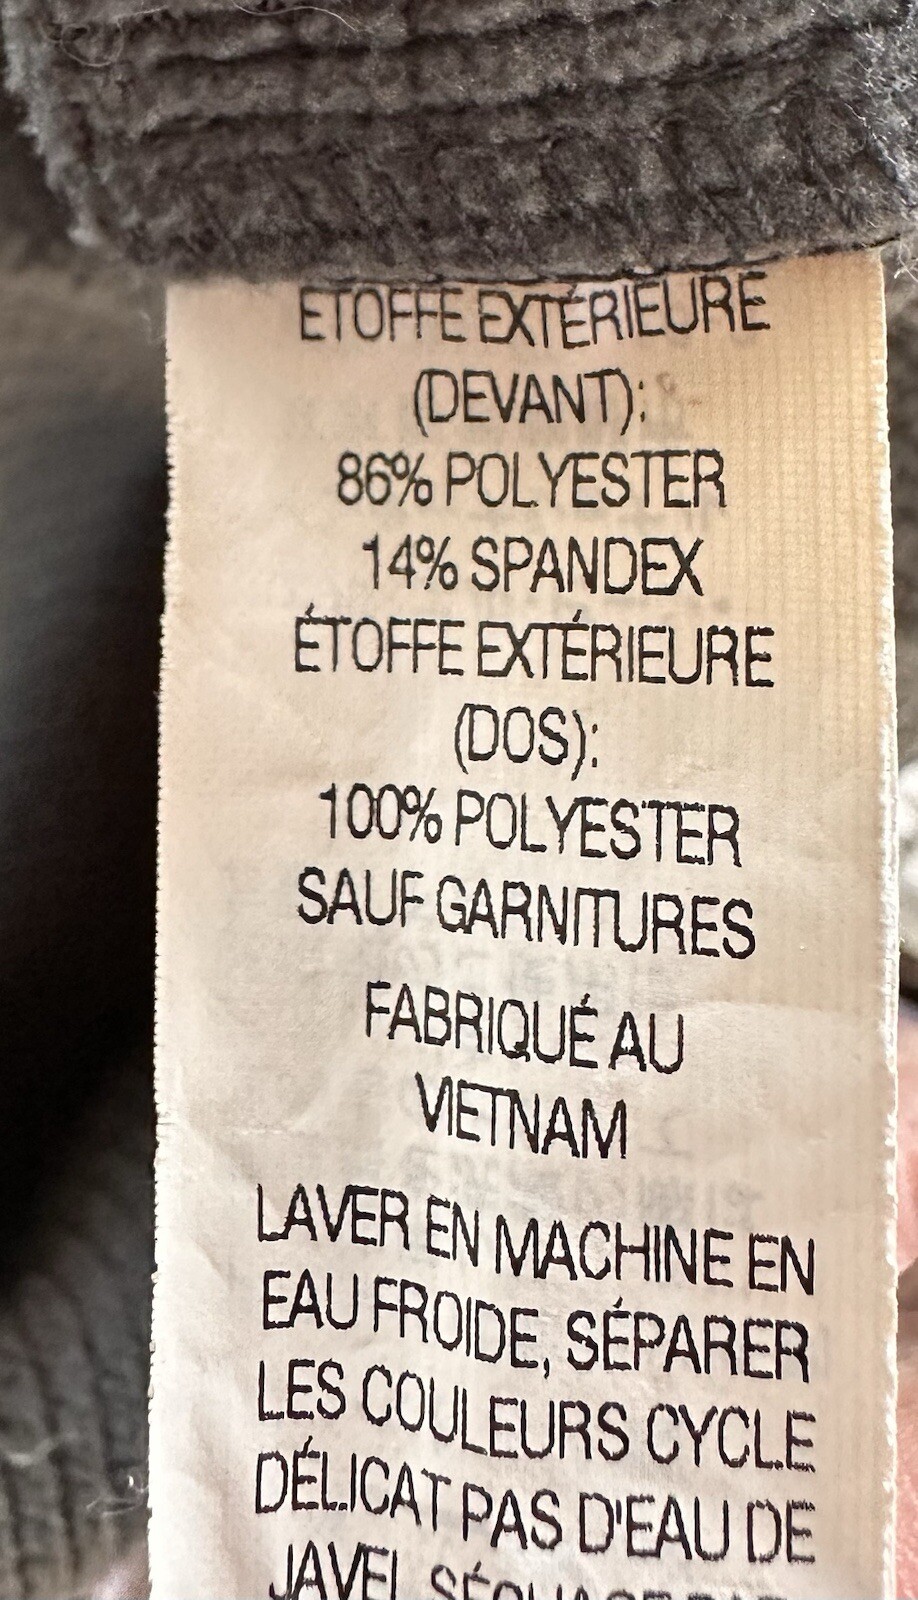 ÉTOFFE EXTÉRIEURE
(DEVANT):
86% POLYESTER
14% SPANDEX
ÉTOFFE EXTÉRIEURE
(DOS):
100% POLYESTER
SAUF GARNITURES
FABRIQUÉ AU
VIETNAM
LAVER EN MACHINE EN
EAU FROIDE, SÉPARER
LES COULEURS CYCLE
DÉLICAT PAS D'EAU DE
JAVEL